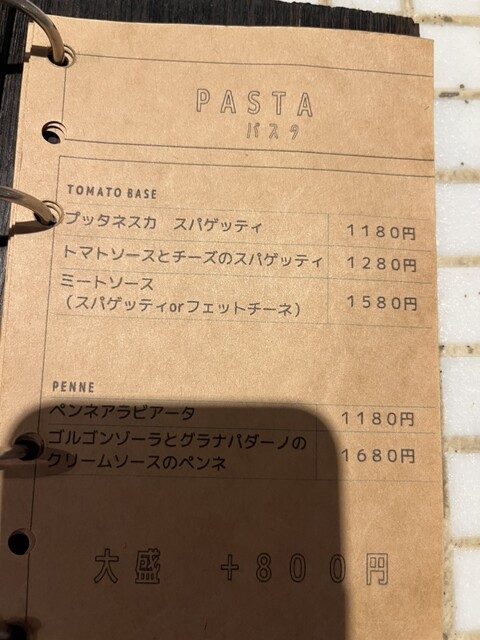 PASTA
パスタ
TOMATO BASE
プッタネスカ　スパゲッティ 1180円
トマトソースとチーズのスパゲッティ 1280円
ミートソース
（スパゲッティorフェットチーネ） 1580円
PENNE
ペンネアラビアータ 1180円
ゴルゴンゾーラとグラナパダーノの
クリームソースのペンネ 1680円
大盛 +800円